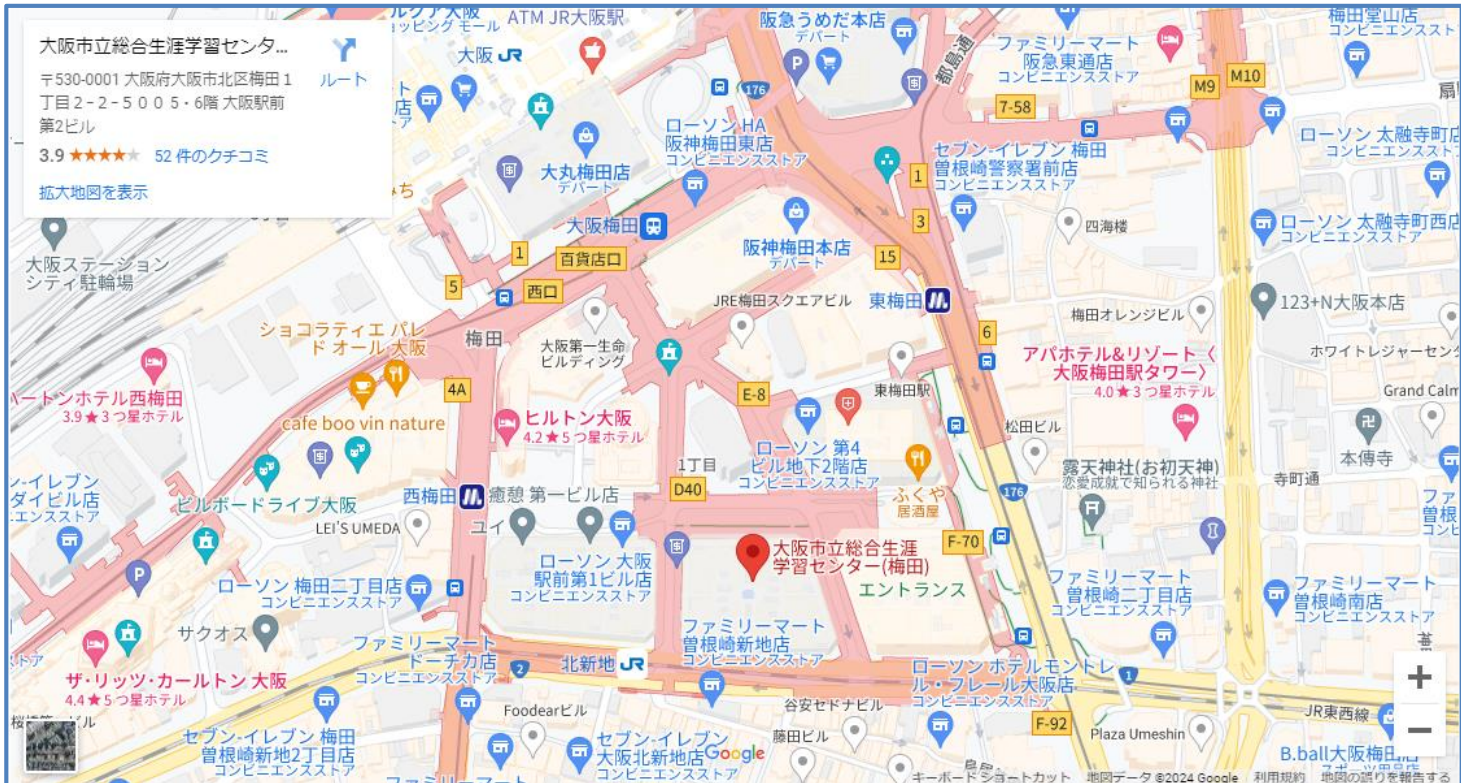 大阪市立総合生涯学習センタ...
ルート
〒530-0001 大阪府大阪市北区梅田1
丁目2-2-5005・6階 大阪駅前
第2ビル
3.9 ★★★★★ 52 件のクチコミ
拡大地図を表示
ショッピング モール
ATM JR大阪駅
大阪 JR
阪急うめだ本店
デパート
都島通
ファミリーマート
阪急東通店
コンビニエンスストア
梅田堂山店
コンビニエンスストア
176
7-58
M9
M10
ローソン HA
阪神梅田東店
コンビニエンスストア
大丸梅田店
デパート
セブン-イレブン 梅田
曽根崎警察署前店
コンビニエンスストア
ローソン 太融寺町店
コンビニエンスストア
1
3
四海楼
ローソン 太融寺町西店
コンビニエンスストア
大阪梅田
阪神梅田本店
デパート
15
大阪ステーション
シティ駐輪場
1
百貨店口
5
西口
JRE梅田スクエアビル
東梅田
123+N大阪本店
梅田オレンジビル
ショコラティエ パレ
ド オール 大阪
梅田
大阪第一生命
ビルディング
6
アパホテル&リゾート〈
大阪梅田駅タワー〉
4.0★3つ星ホテル
ハートンホテル西梅田
3.9★3つ星ホテル
4A
E-8
東梅田駅
Grand Calm
cafe boo vin nature
ヒルトン大阪
4.2★5つ星ホテル
ローソン 第4
ビル地下2階店
コンビニエンスストア
松田ビル
本傳寺
1丁目
露天神社(お初天神)
恋愛成就で知られる神社
寺町通
ビルボードライブ大阪
西梅田
癒憩 第一ビル店
D40
ふくや
居酒屋
176
LEI'S UMEDA
ユイ
ローソン 大阪
駅前第1ビル店
コンビニエンスストア
大阪市立総合生涯
学習センター(梅田)
F-70
エントランス
P
ローソン 梅田二丁目店
コンビニエンスストア
ファミリーマート
曽根崎二丁目店
コンビニエンスストア
ファミリーマート
曽根崎南店
コンビニエンスストア
サクオス
ファミリーマート
ドーチカ店
コンビニエンスストア
ファミリーマート
曽根崎新地店
コンビニエンスストア
2
北新地 JR
ザ・リッツ・カールトン 大阪
4.4★5つ星ホテル
ローソン ホテルモントレ
ル・フレール大阪店
コンビニエンスストア
1
+
−
Foodearビル
谷安セドナビル
F-92
JR東西線
セブン-イレブン 梅田
曽根崎新地2丁目店
コンビニエンスストア
セブン-イレブン
大阪北新地店
Google
藤田ビル
Plaza Umeshin
B.ball大阪梅田
ファミリーマート
キーボード ショートカット 地図データ ©2024 Google 利用規約 地図の誤りを報告する